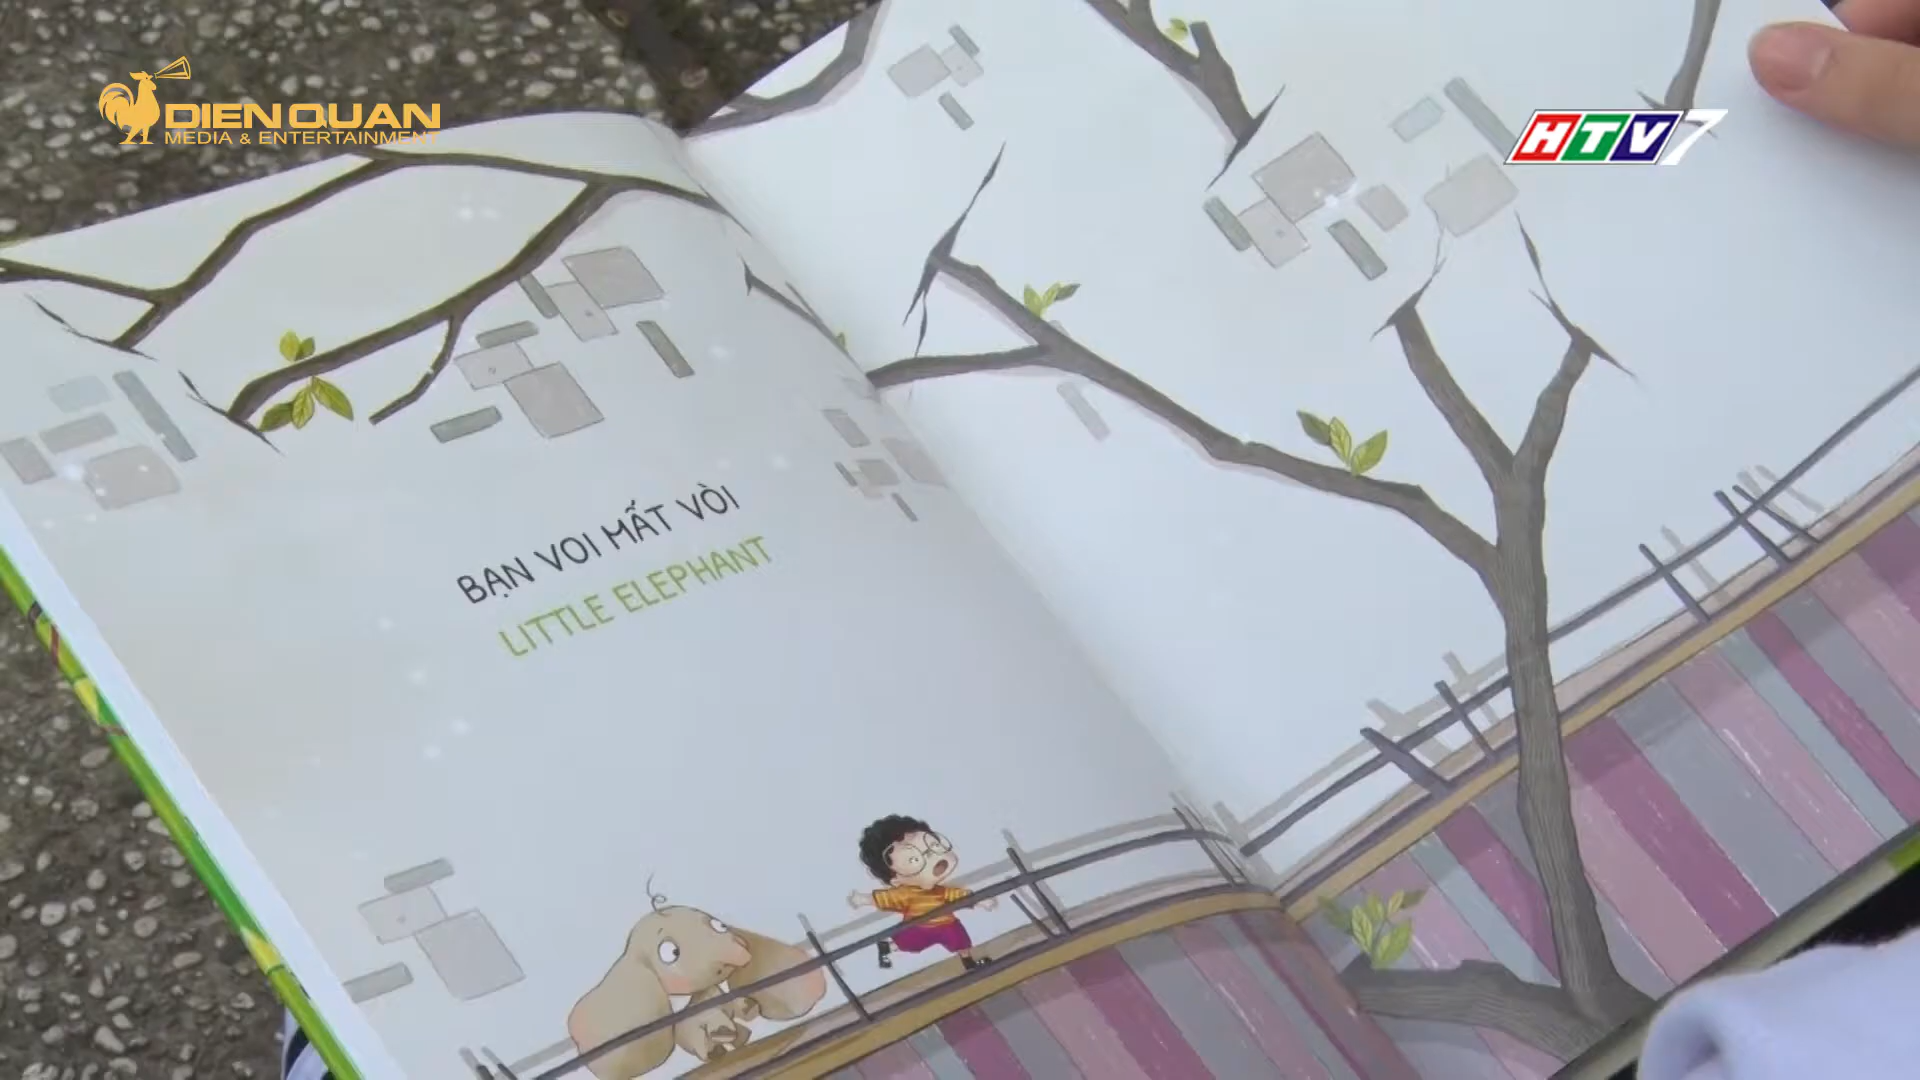 DIEN QUAN
MEDIA & ENTERTAINMENT
HTV7
BẠN VOI MẤT VÒI
LITTLE ELEPHANT